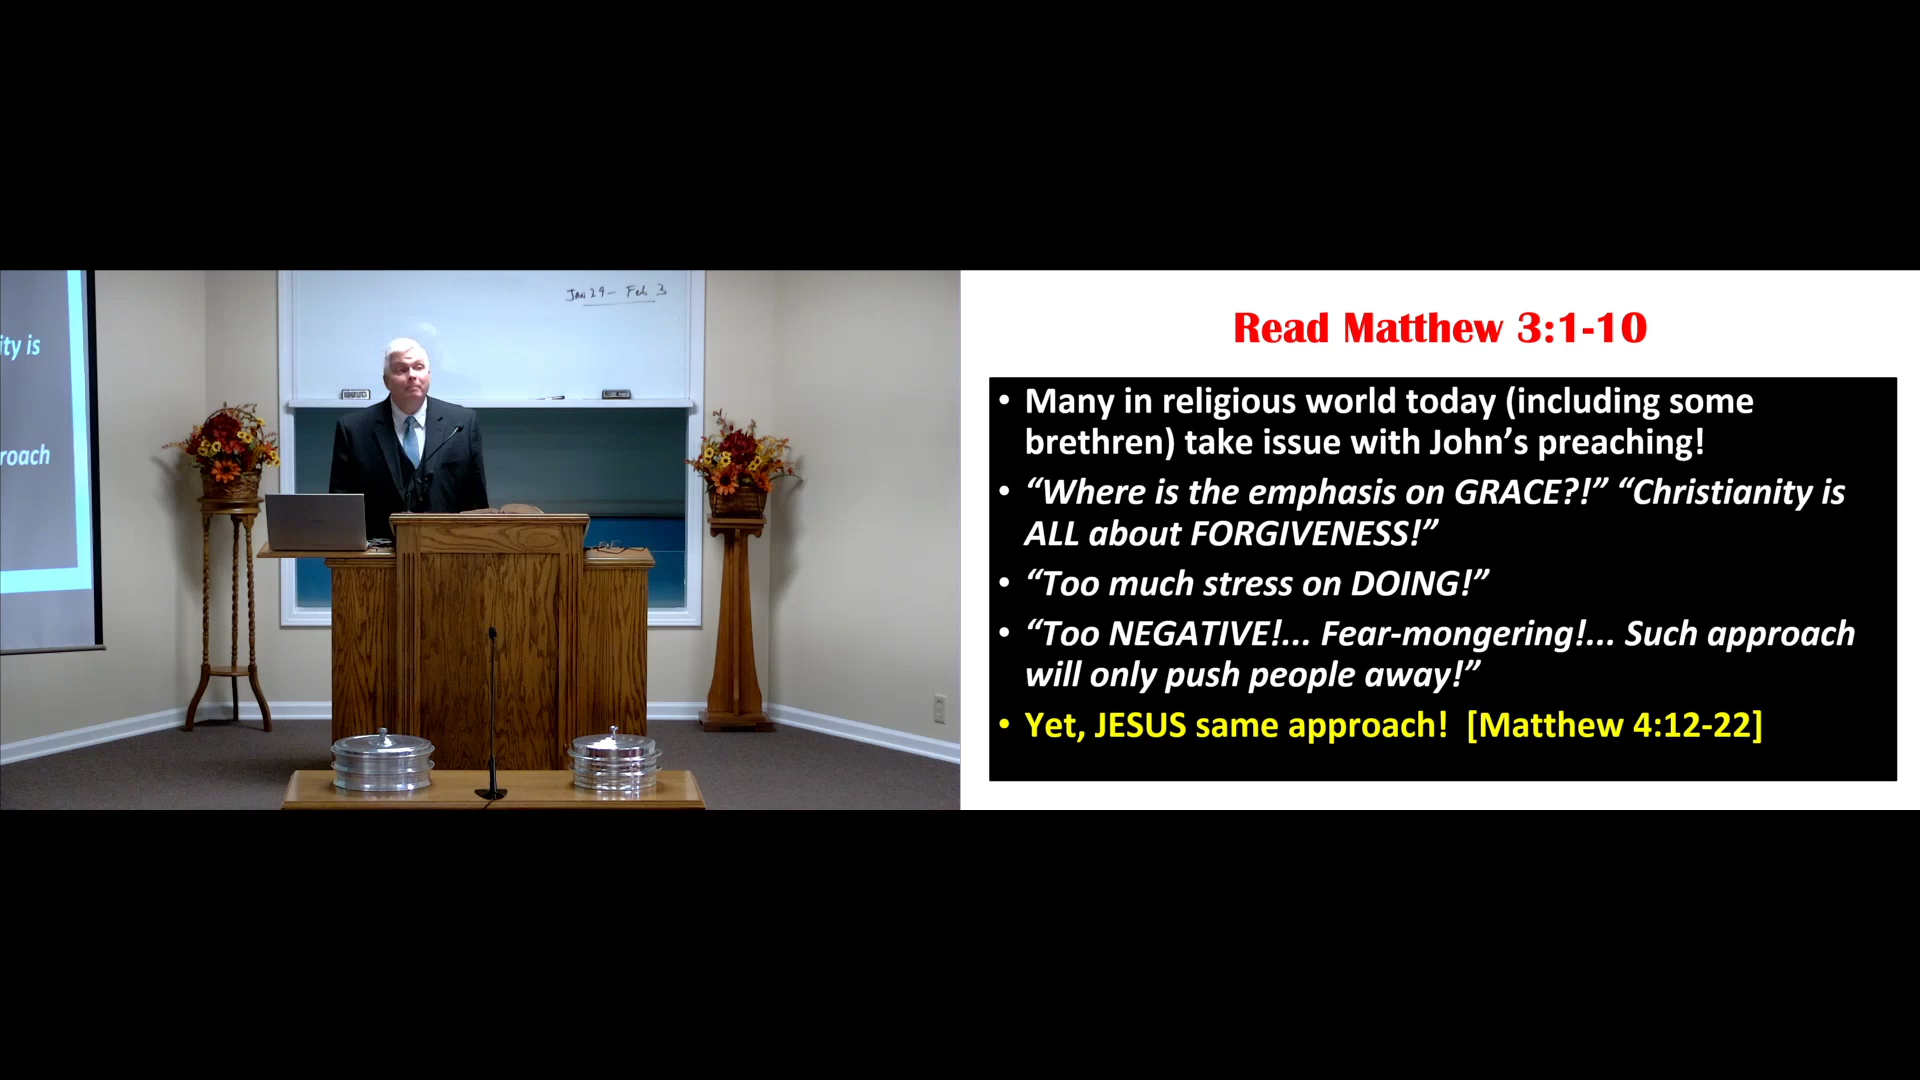 ity is
roach
JAN 29 - Feb 3
Read Matthew 3:1-10
• Many in religious world today (including some
brethren) take issue with John’s preaching!
• “Where is the emphasis on GRACE?!” “Christianity is
ALL about FORGIVENESS!”
• “Too much stress on DOING!”
• “Too NEGATIVE!... Fear-mongering!... Such approach
will only push people away!”
• Yet, JESUS same approach! [Matthew 4:12-22]